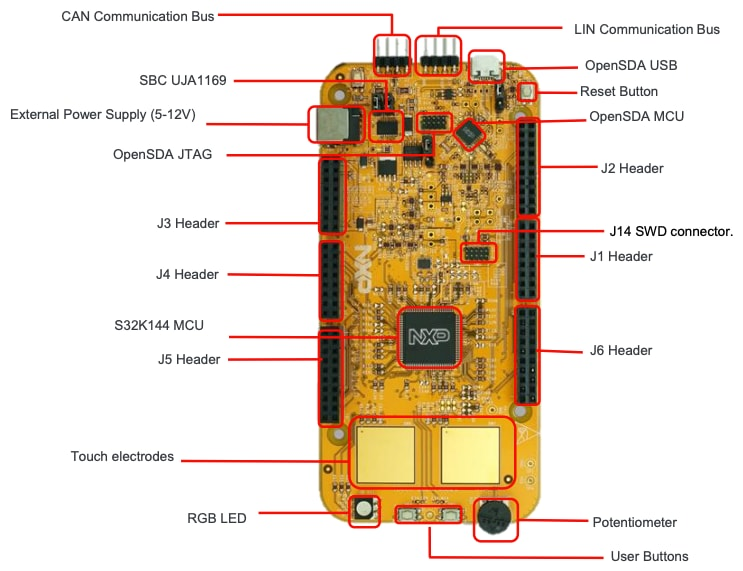 CAN Communication Bus
LIN Communication Bus
SBC UJA1169
OpenSDA USB
Reset Button
External Power Supply (5-12V)
OpenSDA MCU
OpenSDA JTAG
J2 Header
J3 Header
J14 SWD connector.
J4 Header
J1 Header
NXP
S32K144 MCU
NXP
J5 Header
J6 Header
Touch electrodes
RGB LED
Potentiometer
User Buttons